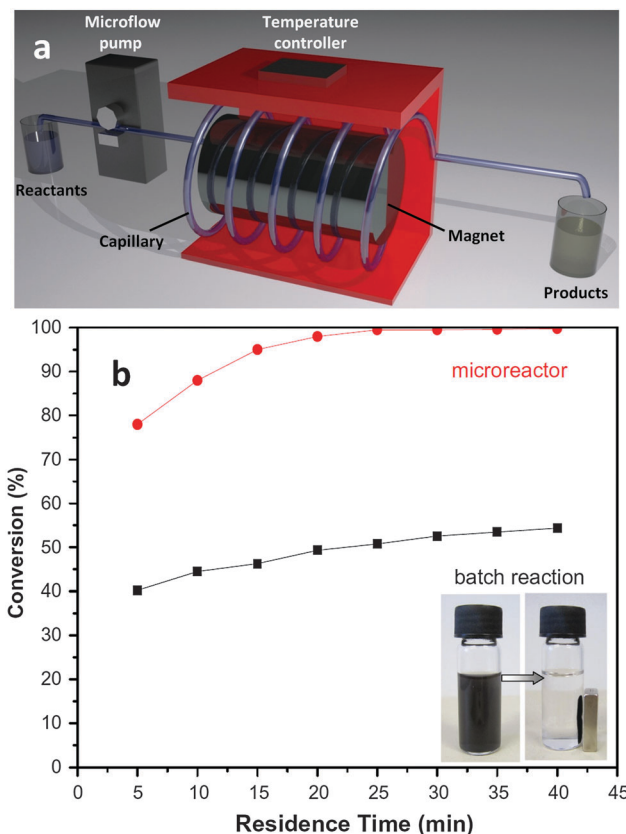 a
Microflow
pump
Temperature
controller
Reactants
Capillary
Magnet
Products
b
microreactor
batch reaction
Conversion (%)
100
90
80
70
60
50
40
30
20
10
0
0 5 10 15 20 25 30 35 40 45
Residence Time (min)